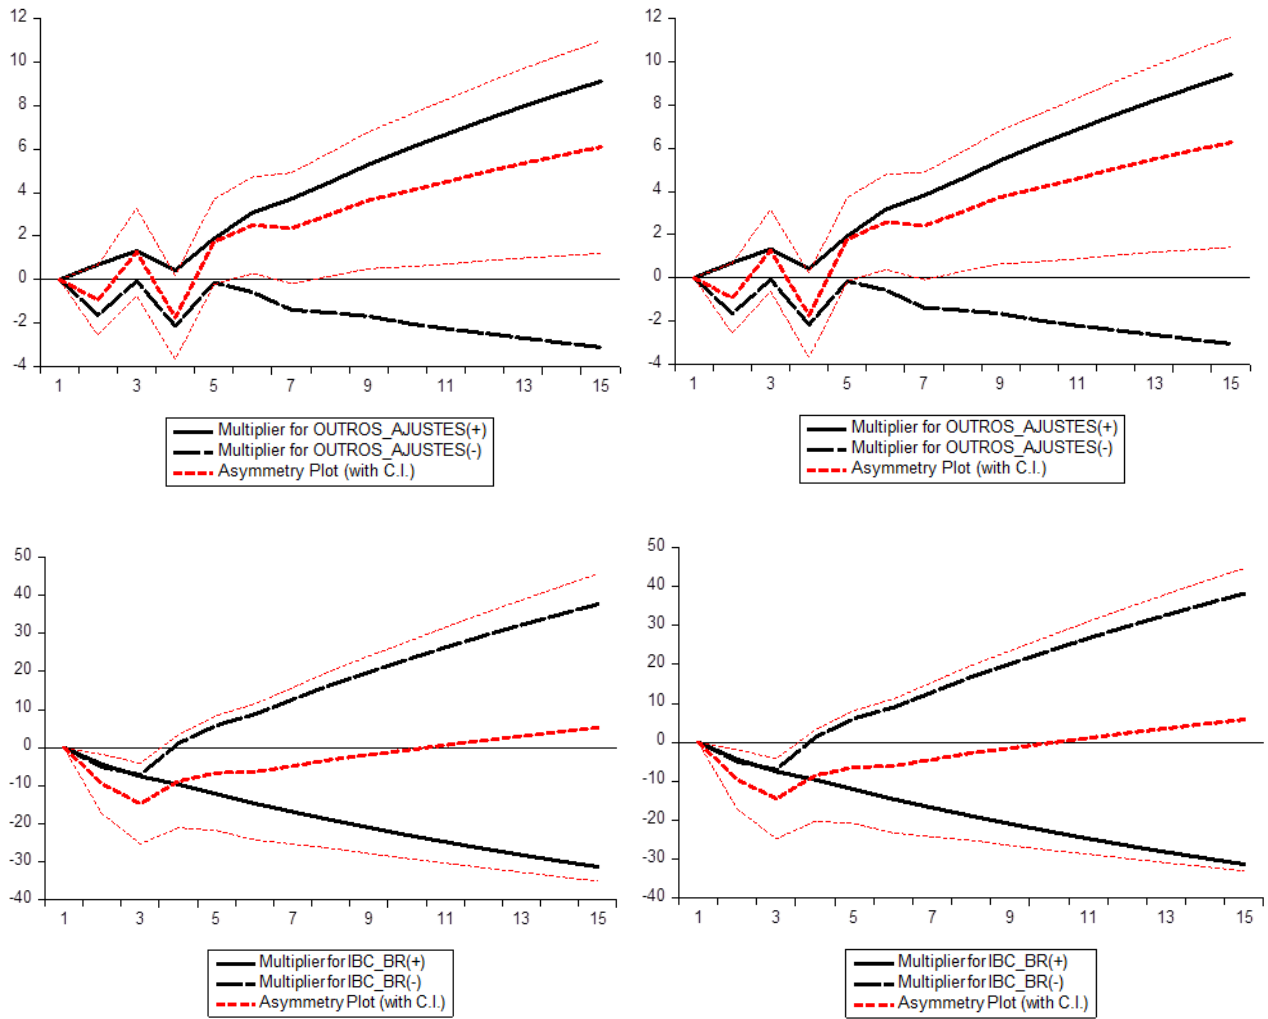 12
10
8
6
4
2
0
-2
-4
1 3 5 7 9 11 13 15
Multiplier for OUTROS_AJUSTES(+)
Multiplier for OUTROS_AJUSTES(-)
Asymmetry Plot (with C.I.)
12
10
8
6
4
2
0
-2
-4
1 3 5 7 9 11 13 15
Multiplier for OUTROS_AJUSTES(+)
Multiplier for OUTROS_AJUSTES(-)
Asymmetry Plot (with C.I.)
50
40
30
20
10
0
-10
-20
-30
-40
1 3 5 7 9 11 13 15
Multiplier for IBC_BR(+)
Multiplier for IBC_BR(-)
Asymmetry Plot (with C.I.)
50
40
30
20
10
0
-10
-20
-30
-40
1 3 5 7 9 11 13 15
Multiplier for IBC_BR(+)
Multiplier for IBC_BR(-)
Asymmetry Plot (with C.I.)